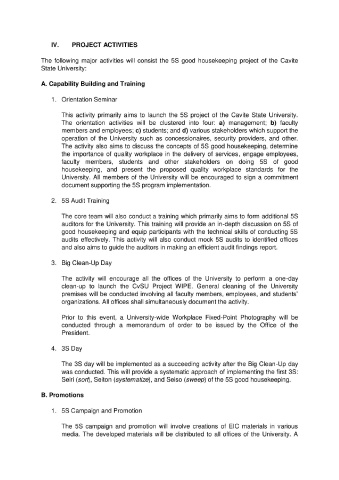 IV. PROJECT ACTIVITIES
The following major activities will consist the 5S good housekeeping project of the Cavite
State University:
A. Capability Building and Training
1. Orientation Seminar
This activity primarily aims to launch the 5S project of the Cavite State University.
The orientation activities will be clustered into four: a) management; b) faculty
members and employees; c) students; and d) various stakeholders which support the
operation of the University such as concessionaires, security providers, and other.
The activity also aims to discuss the concepts of 5S good housekeeping, determine
the importance of quality workplace in the delivery of services, engage employees,
faculty members, students and other stakeholders on doing 5S of good
housekeeping, and present the proposed quality workplace standards for the
University. All members of the University will be encouraged to sign a commitment
document supporting the 5S program implementation.
2. 5S Audit Training
The core team will also conduct a training which primarily aims to form additional 5S
auditors for the University. This training will provide an in-depth discussion on 5S of
good housekeeping and equip participants with the technical skills of conducting 5S
audits effectively. This activity will also conduct mock 5S audits to identified offices
and also aims to guide the auditors in making an efficient audit findings report.
3. Big Clean-Up Day
The activity will encourage all the offices of the University to perform a one-day
clean-up to launch the CvSU Project WIPE. General cleaning of the University
premises will be conducted involving all faculty members, employees, and students'
organizations. All offices shall simultaneously document the activity.
Prior to this event, a University-wide Workplace Fixed-Point Photography will be
conducted through a memorandum of order to be issued by the Office of the
President.
4. 3S Day
The 3S day will be implemented as a succeeding activity after the Big Clean-Up day
was conducted. This will provide a systematic approach of implementing the first 3S:
Seiri (sort), Seiton (systematize), and Seiso (sweep) of the 5S good housekeeping.
B. Promotions
1. 5S Campaign and Promotion
The 5S campaign and promotion will involve creations of EIC materials in various
media. The developed materials will be distributed to all offices of the University. A